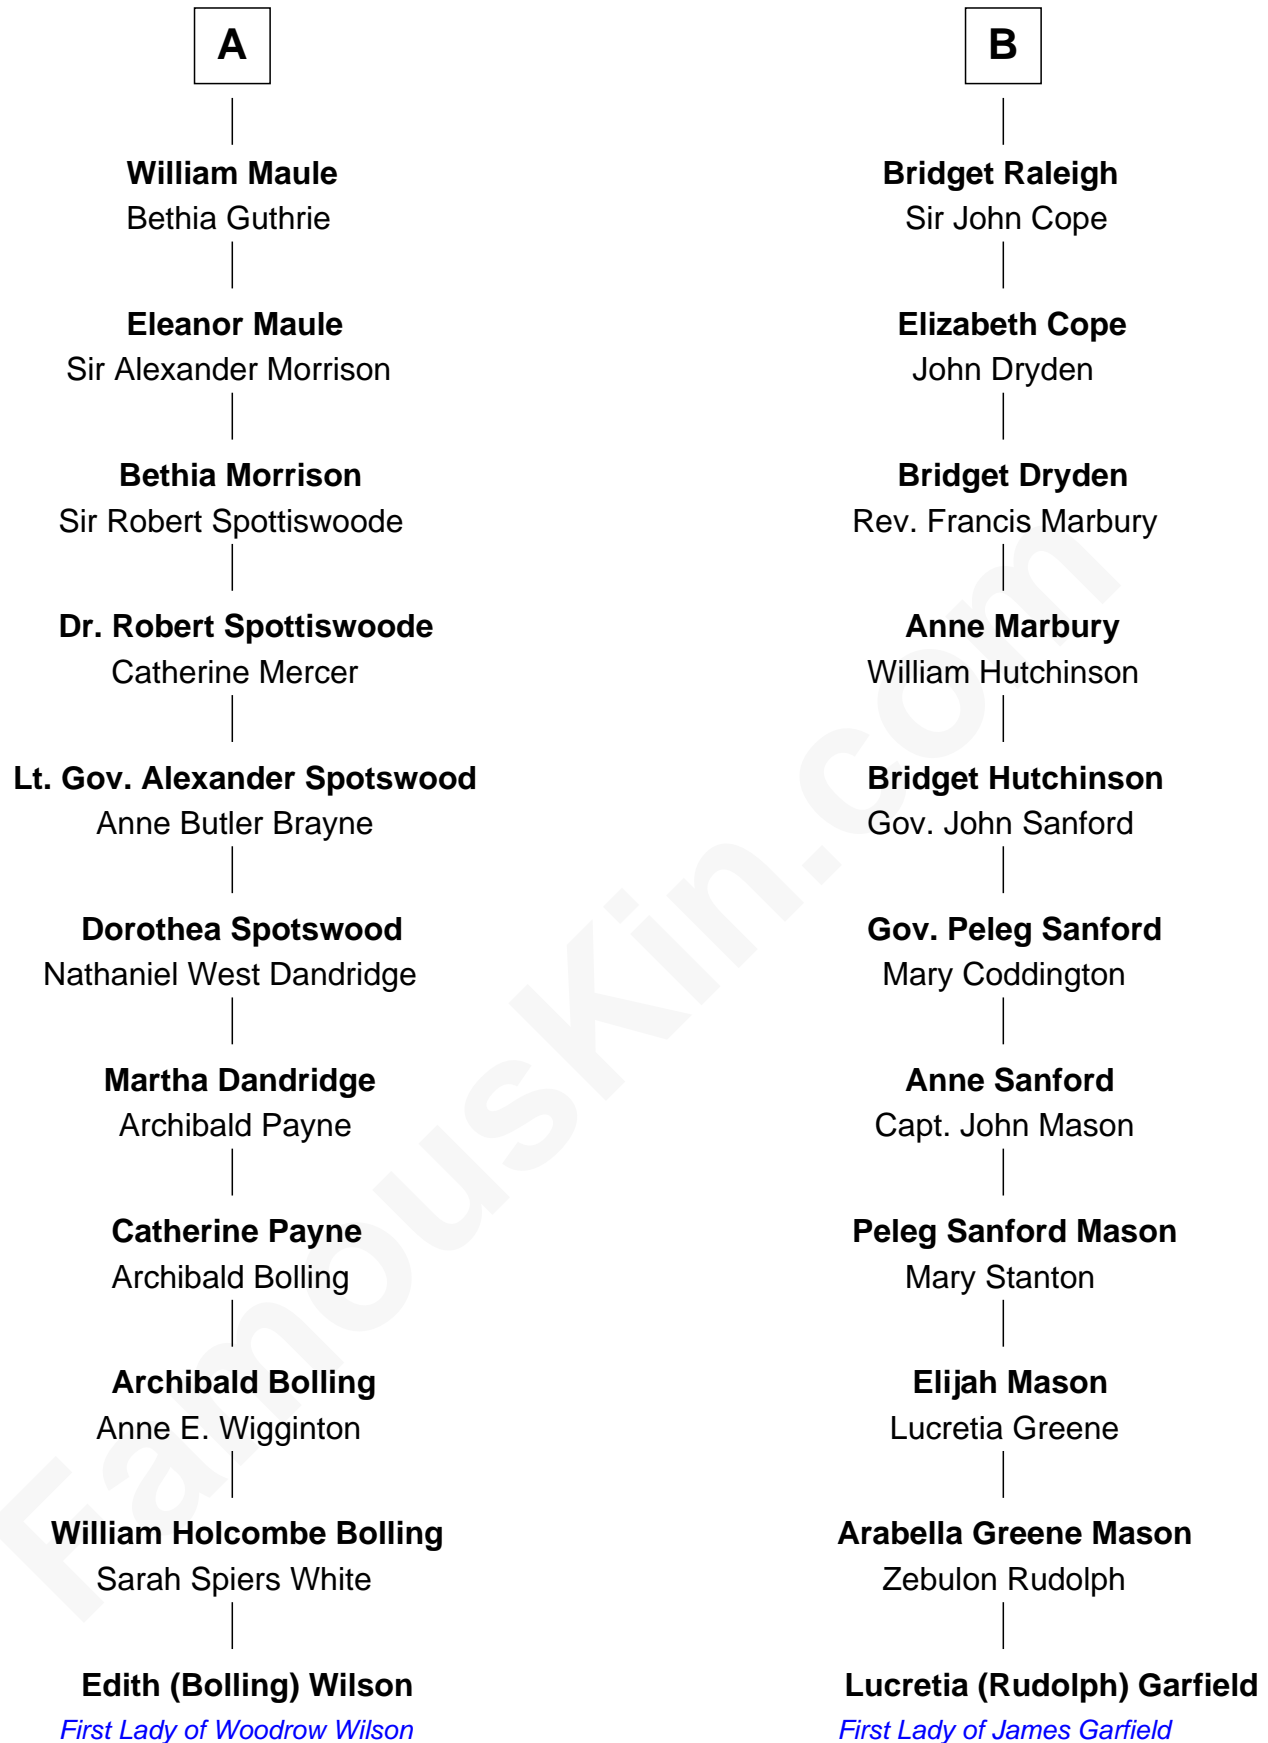 A
William Maule
Bethia Guthrie
Eleanor Maule
Sir Alexander Morrison
Bethia Morrison
Sir Robert Spottiswoode
Dr. Robert Spottiswoode
Catherine Mercer
Lt. Gov. Alexander Spotswood
Anne Butler Brayne
Dorothea Spotswood
Nathaniel West Dandridge
Martha Dandridge
Archibald Payne
Catherine Payne
Archibald Bolling
Archibald Bolling
Anne E. Wigginton
William Holcombe Bolling
Sarah Spiers White
Edith (Bolling) Wilson
First Lady of Woodrow Wilson
B
Bridget Raleigh
Sir John Cope
Elizabeth Cope
John Dryden
Bridget Dryden
Rev. Francis Marbury
Anne Marbury
William Hutchinson
Bridget Hutchinson
Gov. John Sanford
Gov. Peleg Sanford
Mary Coddington
Anne Sanford
Capt. John Mason
Peleg Sanford Mason
Mary Stanton
Elijah Mason
Lucretia Greene
Arabella Greene Mason
Zebulon Rudolph
Lucretia (Rudolph) Garfield
First Lady of James Garfield
FamousKin.com